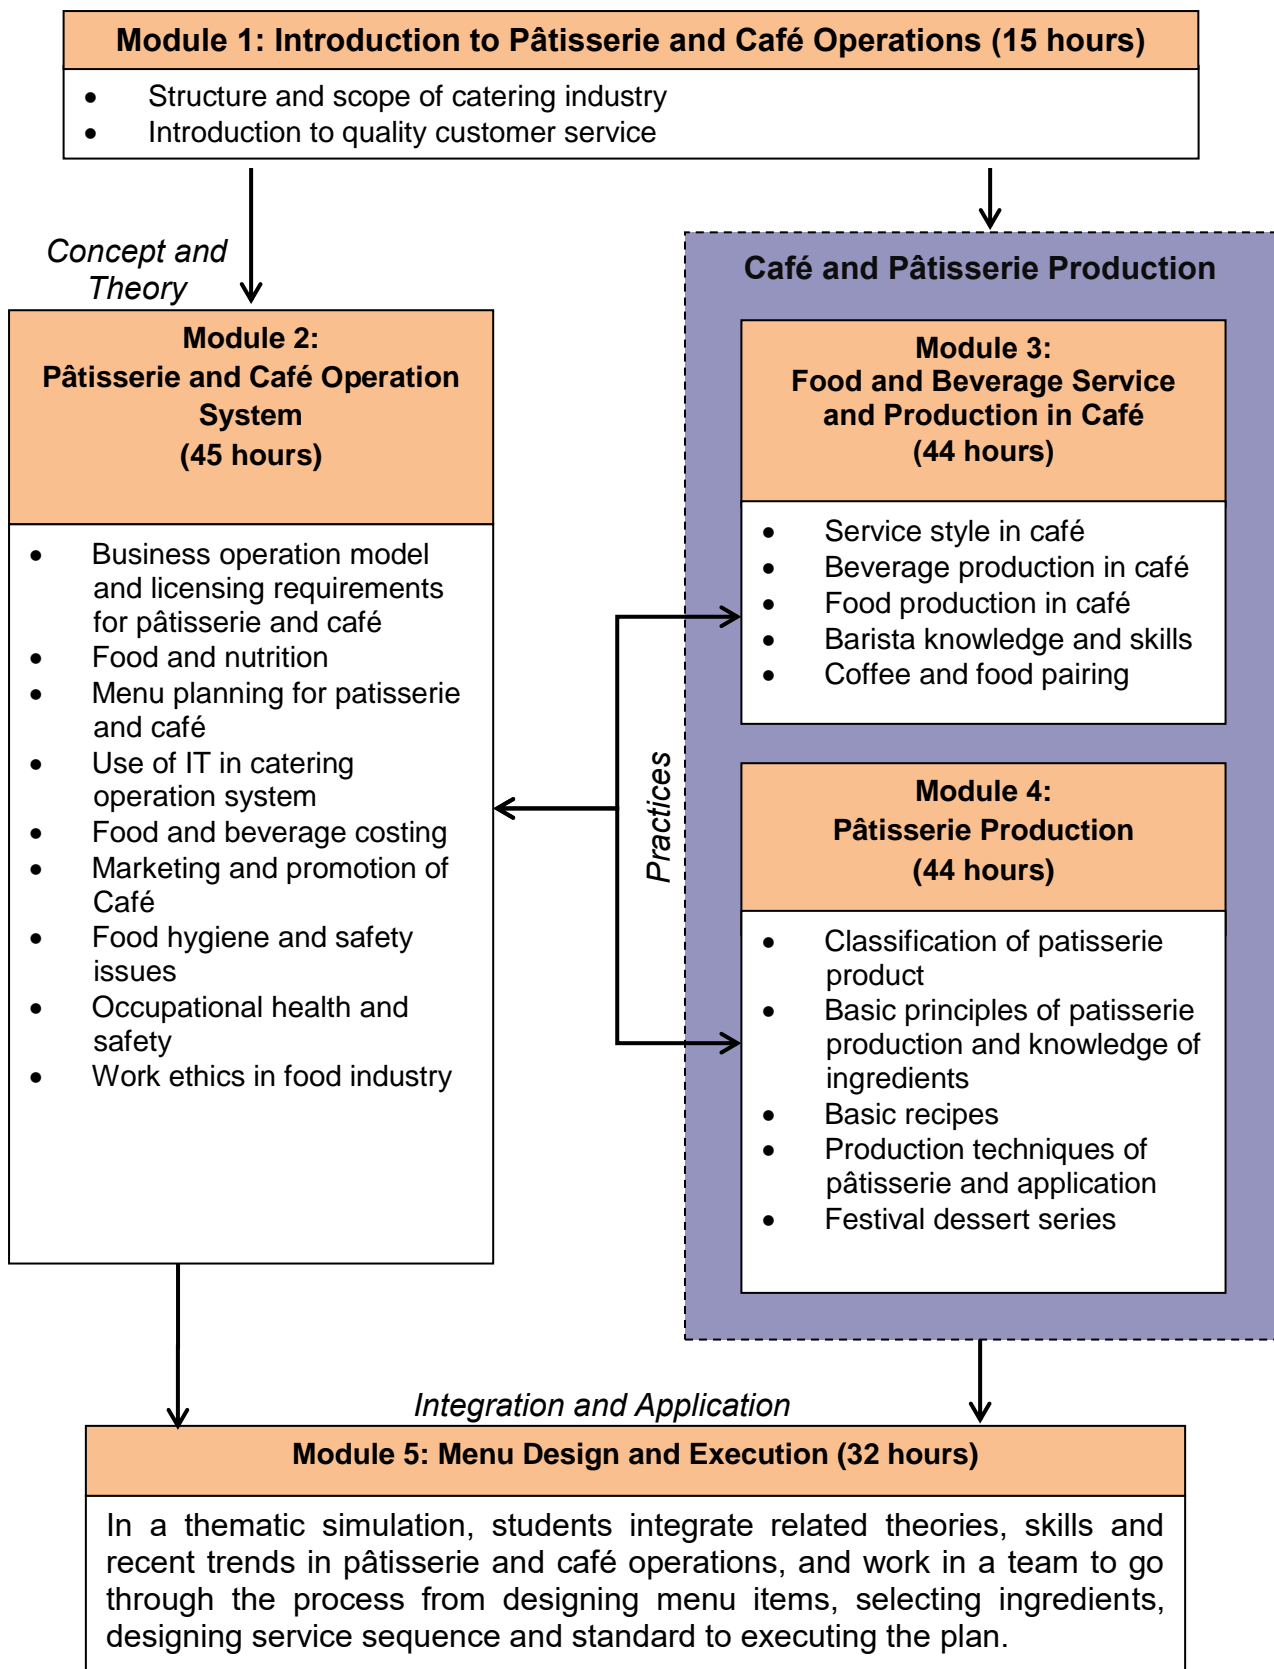 Module 1: Introduction to Pâtisserie and Café Operations (15 hours)
• Structure and scope of catering industry
• Introduction to quality customer service
Concept and
Theory
Module 2:
Pâtisserie and Café Operation
System
(45 hours)
• Business operation model
and licensing requirements
for pâtisserie and café
• Food and nutrition
• Menu planning for patisserie
and café
• Use of IT in catering
operation system
• Food and beverage costing
• Marketing and promotion of
Café
• Food hygiene and safety
issues
• Occupational health and
safety
• Work ethics in food industry
Practices
Café and Pâtisserie Production
Module 3:
Food and Beverage Service
and Production in Café
(44 hours)
• Service style in café
• Beverage production in café
• Food production in café
• Barista knowledge and skills
• Coffee and food pairing
Module 4:
Pâtisserie Production
(44 hours)
• Classification of patisserie
product
• Basic principles of patisserie
production and knowledge of
ingredients
• Basic recipes
• Production techniques of
pâtisserie and application
• Festival dessert series
Integration and Application
Module 5: Menu Design and Execution (32 hours)
In a thematic simulation, students integrate related theories, skills and
recent trends in pâtisserie and café operations, and work in a team to go
through the process from designing menu items, selecting ingredients,
designing service sequence and standard to executing the plan.